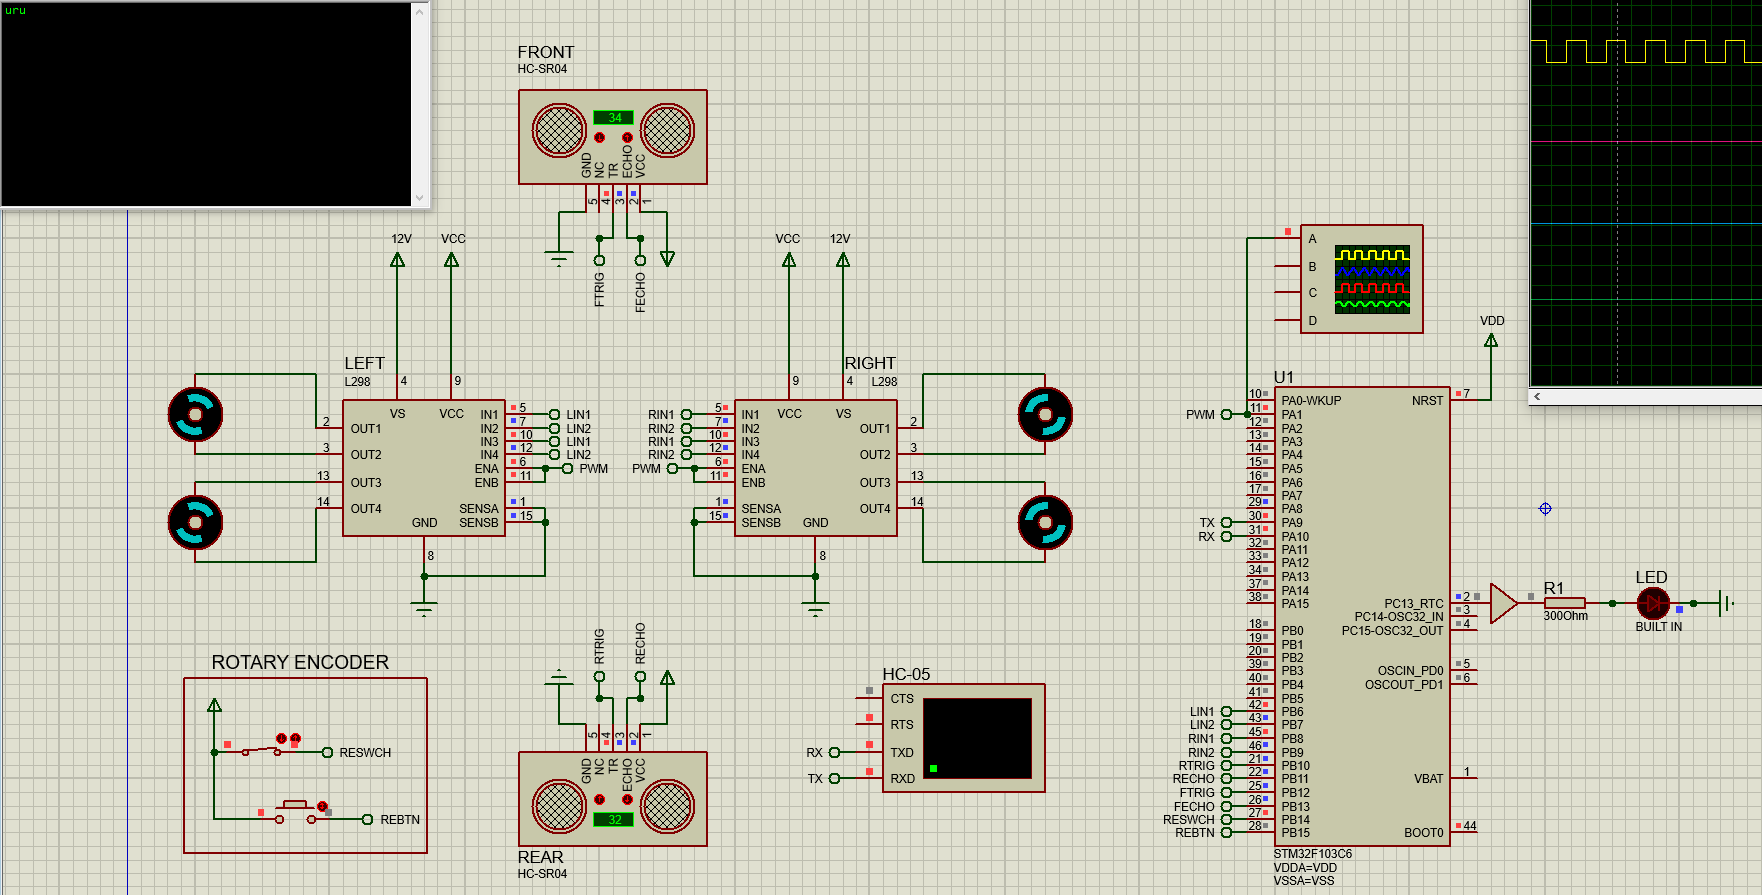 uru
FRONT
HC-SR04
34
GND
NC
TR
ECHO
VCC
5
4
3
2
1
FTRIG
FECHO
12V
VCC
VCC
12V
LEFT
L298
4
9
VS
VCC
IN1
IN2
IN3
IN4
ENA
ENB
SENSA
SENSB
GND
OUT1
OUT2
OUT3
OUT4
2
3
13
14
5
7
10
12
6
11
1
15
8
LIN1
LIN2
LIN1
LIN2
PWM
RIGHT
L298
9
4
VCC
VS
RIN1
RIN2
RIN1
RIN2
PWM
5
7
10
12
6
11
1
15
8
IN1
IN2
IN3
IN4
ENA
ENB
SENSA
SENSB
GND
OUT1
OUT2
OUT3
OUT4
2
3
13
14
A
B
C
D
VDD
U1
PWM
TX
RX
10 PA0-WKUP
11 PA1
12 PA2
13 PA3
14 PA4
15 PA5
16 PA6
17 PA7
29 PA8
30 PA9
31 PA10
32 PA11
33 PA12
34 PA13
37 PA14
38 PA15
18 PB0
19 PB1
20 PB2
39 PB3
40 PB4
41 PB5
LIN1 42 PB6
LIN2 43 PB7
RIN1 45 PB8
RIN2 46 PB9
RTRIG 21 PB10
RECHO 22 PB11
FTRIG 25 PB12
FECHO 26 PB13
RESWCH 27 PB14
REBTN 28 PB15
NRST 7
PC13_RTC 2
PC14-OSC32_IN 3
PC15-OSC32_OUT 4
OSCIN_PD0 5
OSCOUT_PD1 6
VBAT 1
BOOT0 44
STM32F103C6
VDDA=VDD
VSSA=VSS
R1
300Ohm
LED
BUILT IN
ROTARY ENCODER
RESWCH
REBTN
RTRIG
RECHO
5
4
3
2
1
GND
NC
TR
ECHO
VCC
32
REAR
HC-SR04
HC-05
CTS
RTS
TXD
RXD
RX
TX